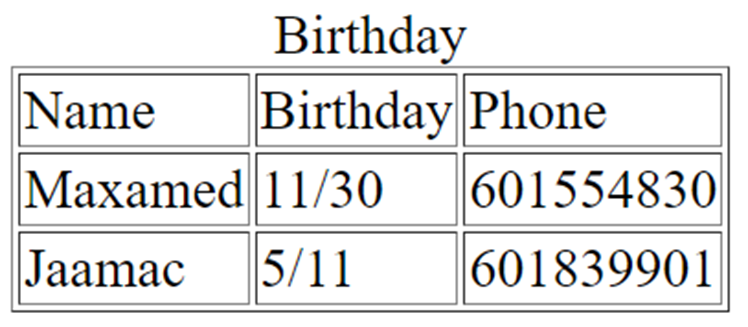 Birthday
Name Birthday Phone
Maxamed 11/30 601554830
Jaamac 5/11 601839901